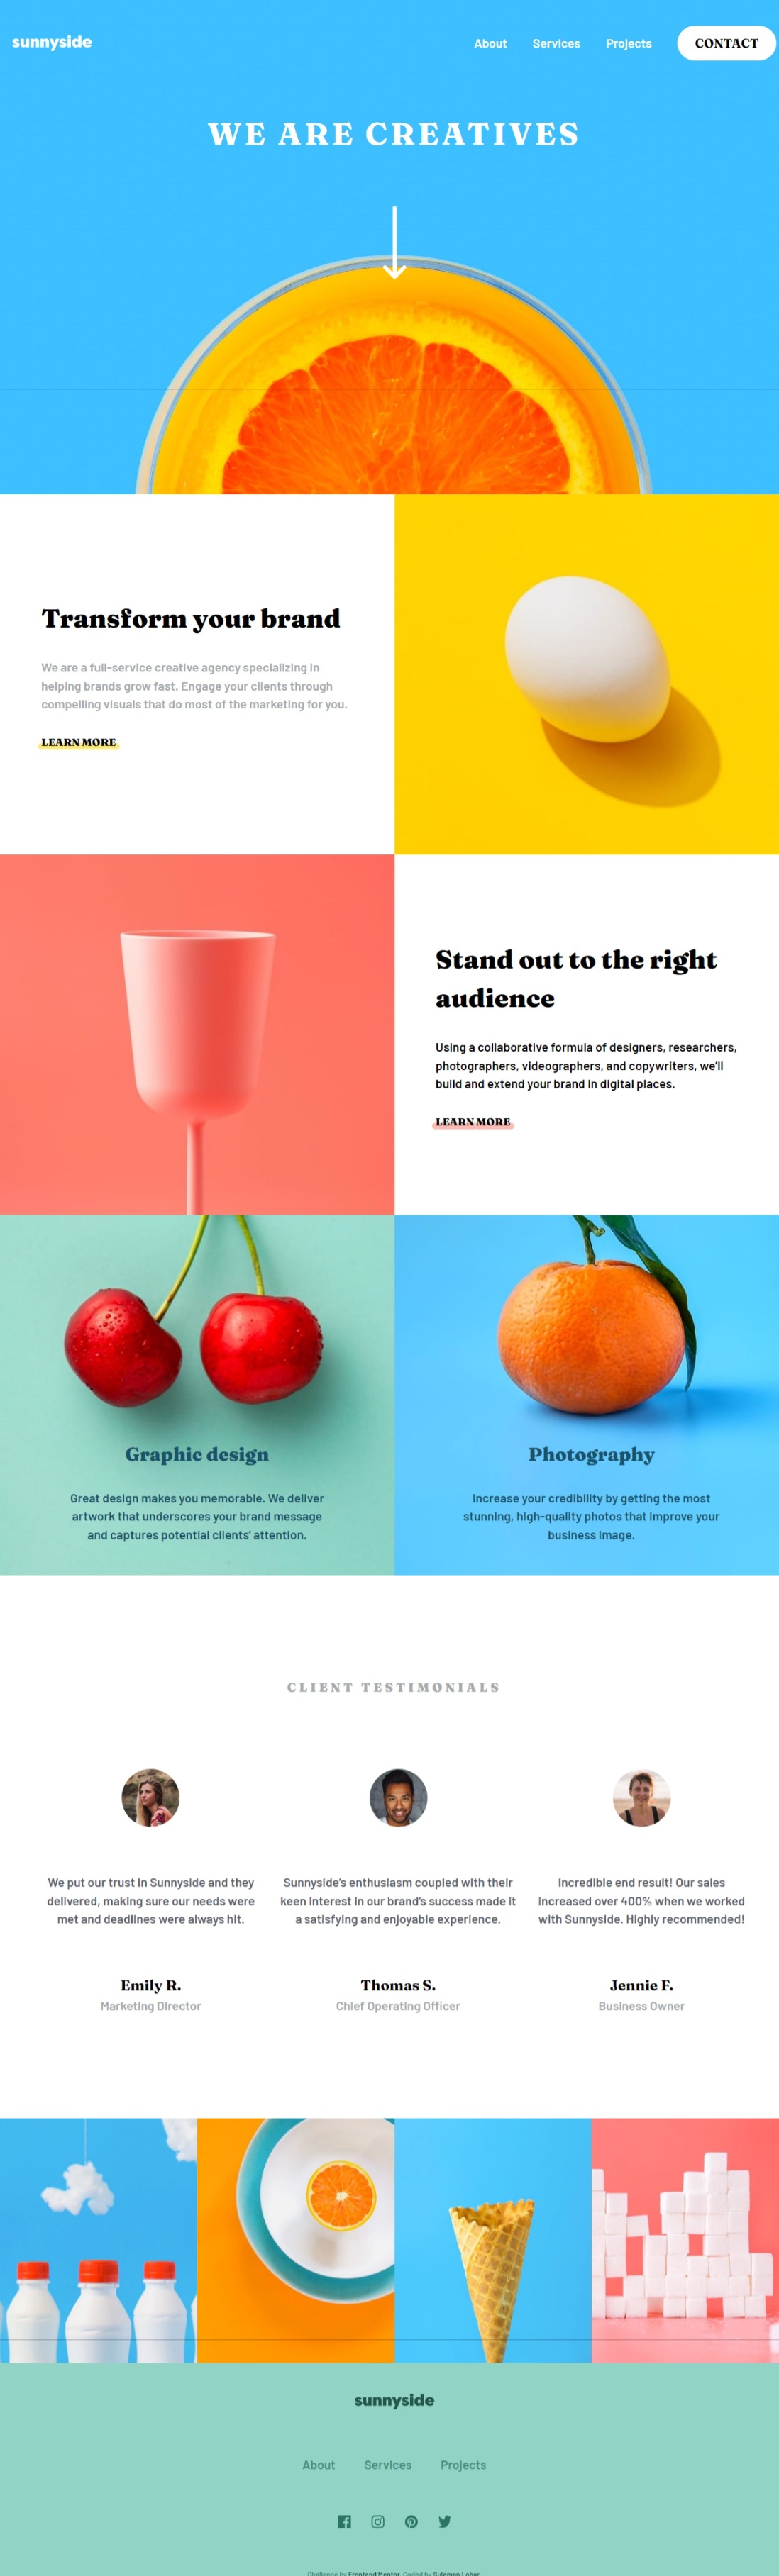 sunnyside
About Services Projects CONTACT
WE ARE CREATIVES
Transform your brand
We are a full-service creative agency specializing in
helping brands grow fast. Engage your clients through
compelling visuals that do most of the marketing for you.
LEARN MORE
Stand out to the right
audience
Using a collaborative formula of designers, researchers,
photographers, videographers, and copywriters, we'll
build and extend your brand in digital places.
LEARN MORE
Graphic design
Great design makes you memorable. We deliver
artwork that underscores your brand message
and captures potential clients' attention.
Photography
Increase your credibility by getting the most
stunning, high-quality photos that improve your
business image.
CLIENT TESTIMONIALS
We put our trust in Sunnyside and they
delivered, making sure our needs were
met and deadlines were always hit.
Emily R.
Marketing Director
Sunnyside's enthusiasm coupled with their
keen interest in our brand's success made it
a satisfying and enjoyable experience.
Thomas S.
Chief Operating Officer
Incredible end result! Our sales
increased over 400% when we worked
with Sunnyside. Highly recommended!
Jennie F.
Business Owner
sunnyside
About Services Projects
Challenge by Frontend Mentor. Coded by Suleman Lohar.